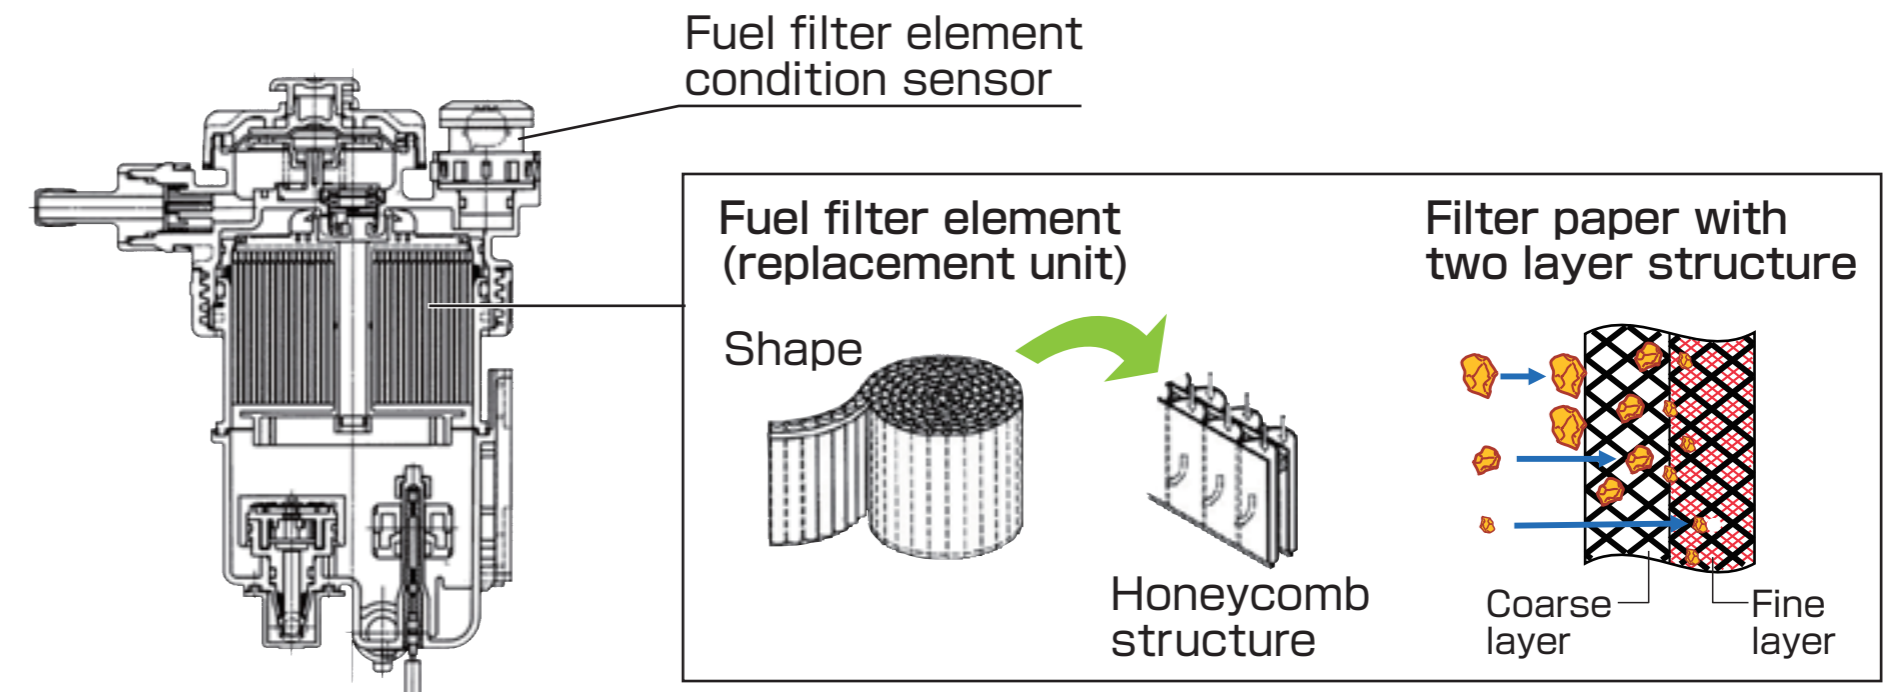 Fuel filter element
condition sensor
Fuel filter element
(replacement unit)
Filter paper with
two layer structure
Shape
Honeycomb
structure
Coarse
layer
Fine
layer